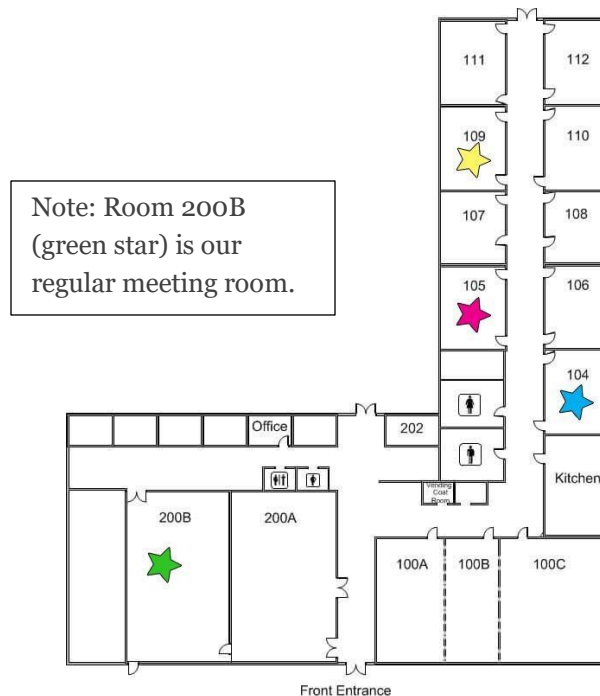 111
112
109
110
Note: Room 200B
(green star) is our
regular meeting room.
107
108
105
106
104
Office
202
Vending
Coat
Room
Kitchen
200B
200A
100A
100B
100C
Front Entrance